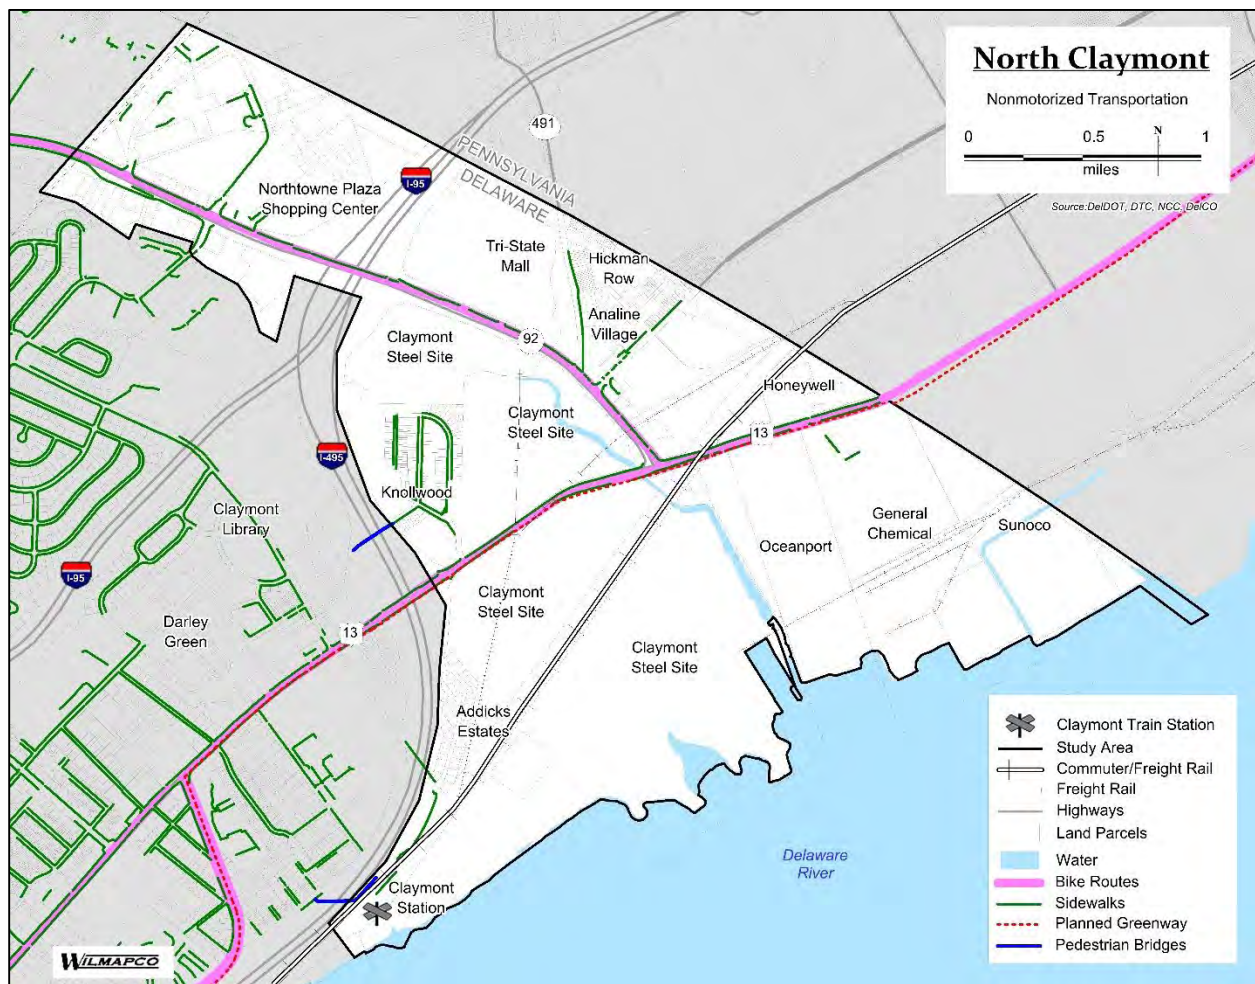 North Claymont
Nonmotorized Transportation
0 0.5 1
N
miles
Source:DelDOT, DTC, NCC, DelCO
491
PENNSYLVANIA
DELAWARE
I-95
Northtowne Plaza
Shopping Center
Tri-State
Mall
Hickman
Row
Analine
Village
92
Claymont
Steel Site
Honeywell
Claymont
Steel Site
13
I-495
Knollwood
Claymont
Library
General
Chemical
Sunoco
Oceanport
I-95
Claymont
Steel Site
Darley
Green
13
Claymont
Steel Site
Addicks
Estates
Delaware
River
Claymont
Station
Claymont Train Station
Study Area
Commuter/Freight Rail
Freight Rail
Highways
Land Parcels
Water
Bike Routes
Sidewalks
Planned Greenway
Pedestrian Bridges
WILMAPCO